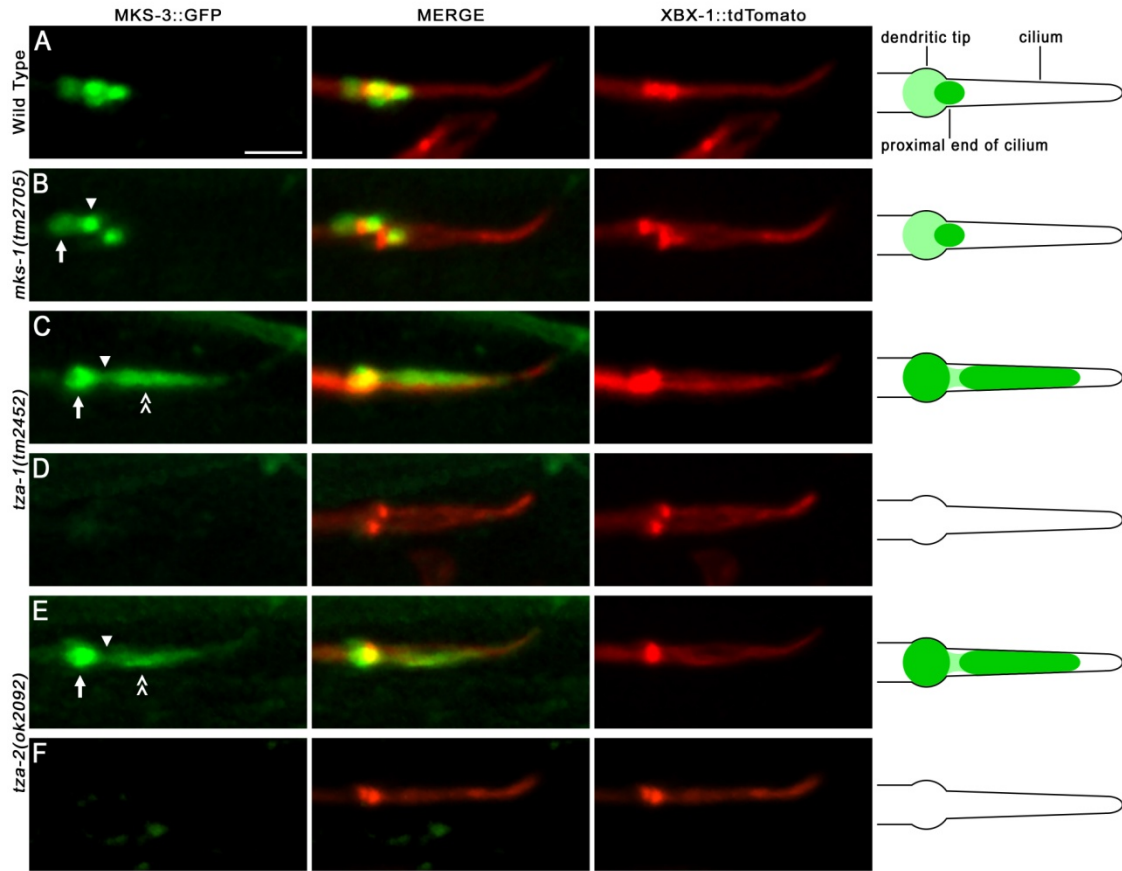 MKS-3::GFP MERGE XBX-1::tdTomato
Wild Type
A
dendritic tip cilium
proximal end of cilium
mks-1(tm2705)
B
tza-1(tm2452)
C
D
tza-2(ok2092)
E
F